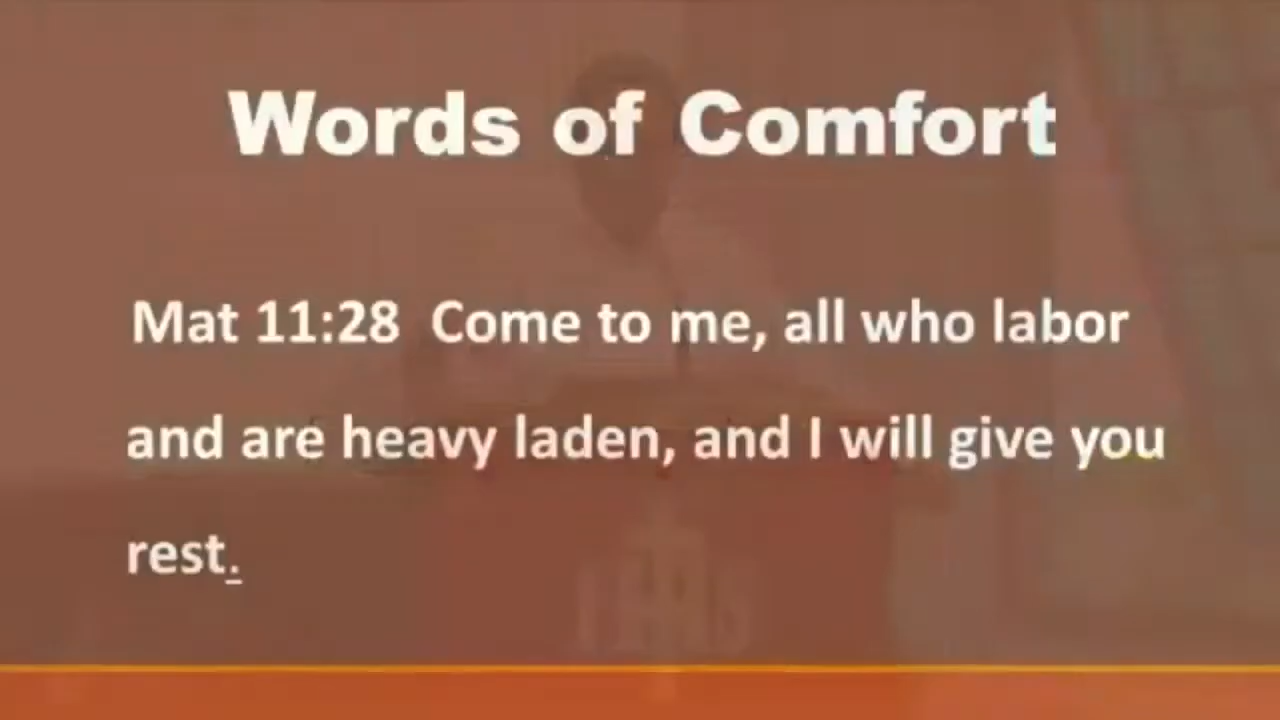 Words of Comfort
Mat 11:28 Come to me, all who labor
and are heavy laden, and I will give you
rest.
IHS